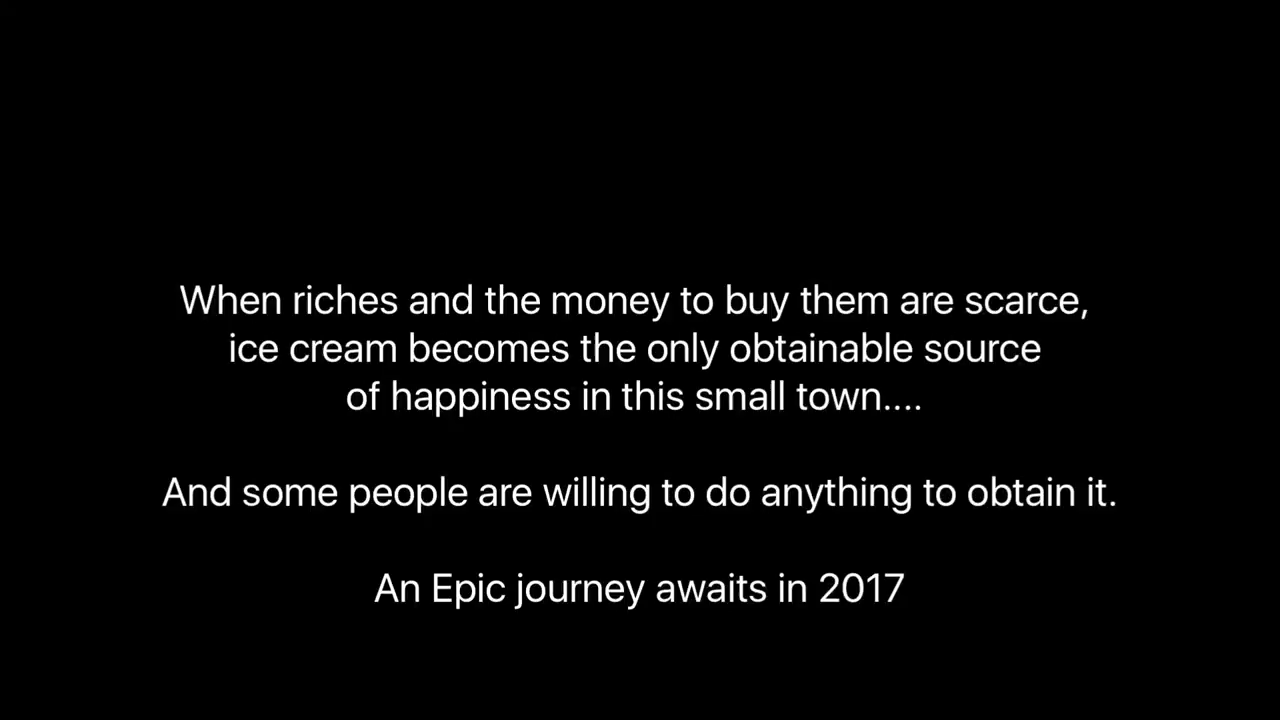 When riches and the money to buy them are scarce,
ice cream becomes the only obtainable source
of happiness in this small town....
And some people are willing to do anything to obtain it.
An Epic journey awaits in 2017